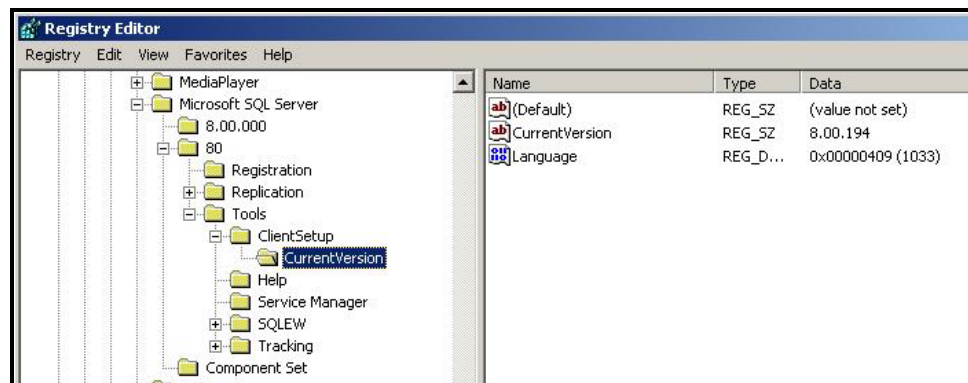 Registry Editor
Registry Edit View Favorites Help
MediaPlayer
Microsoft SQL Server
8.00.000
80
Registration
Replication
Tools
ClientSetup
CurrentVersion
Help
Service Manager
SQLEW
Tracking
Component Set
Name Type Data
ab (Default) REG_SZ (value not set)
ab CurrentVersion REG_SZ 8.00.194
Language REG_D... 0x00000409 (1033)